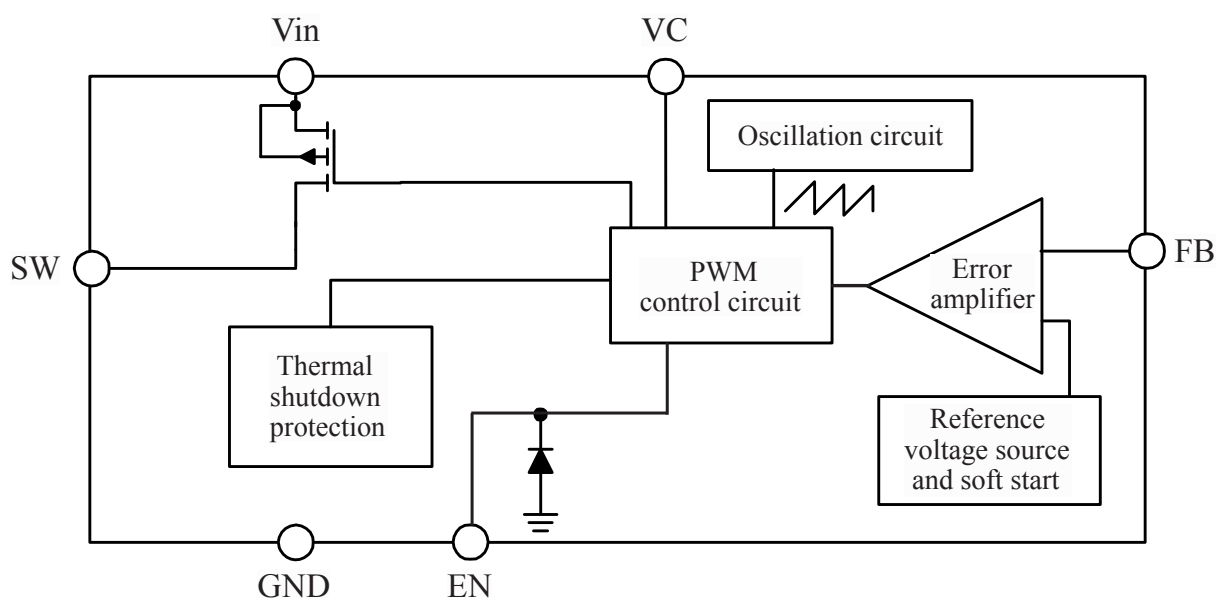 Vin
VC
Oscillation circuit
SW
PWM
control circuit
Error
amplifier
FB
Thermal
shutdown
protection
Reference
voltage source
and soft start
GND
EN